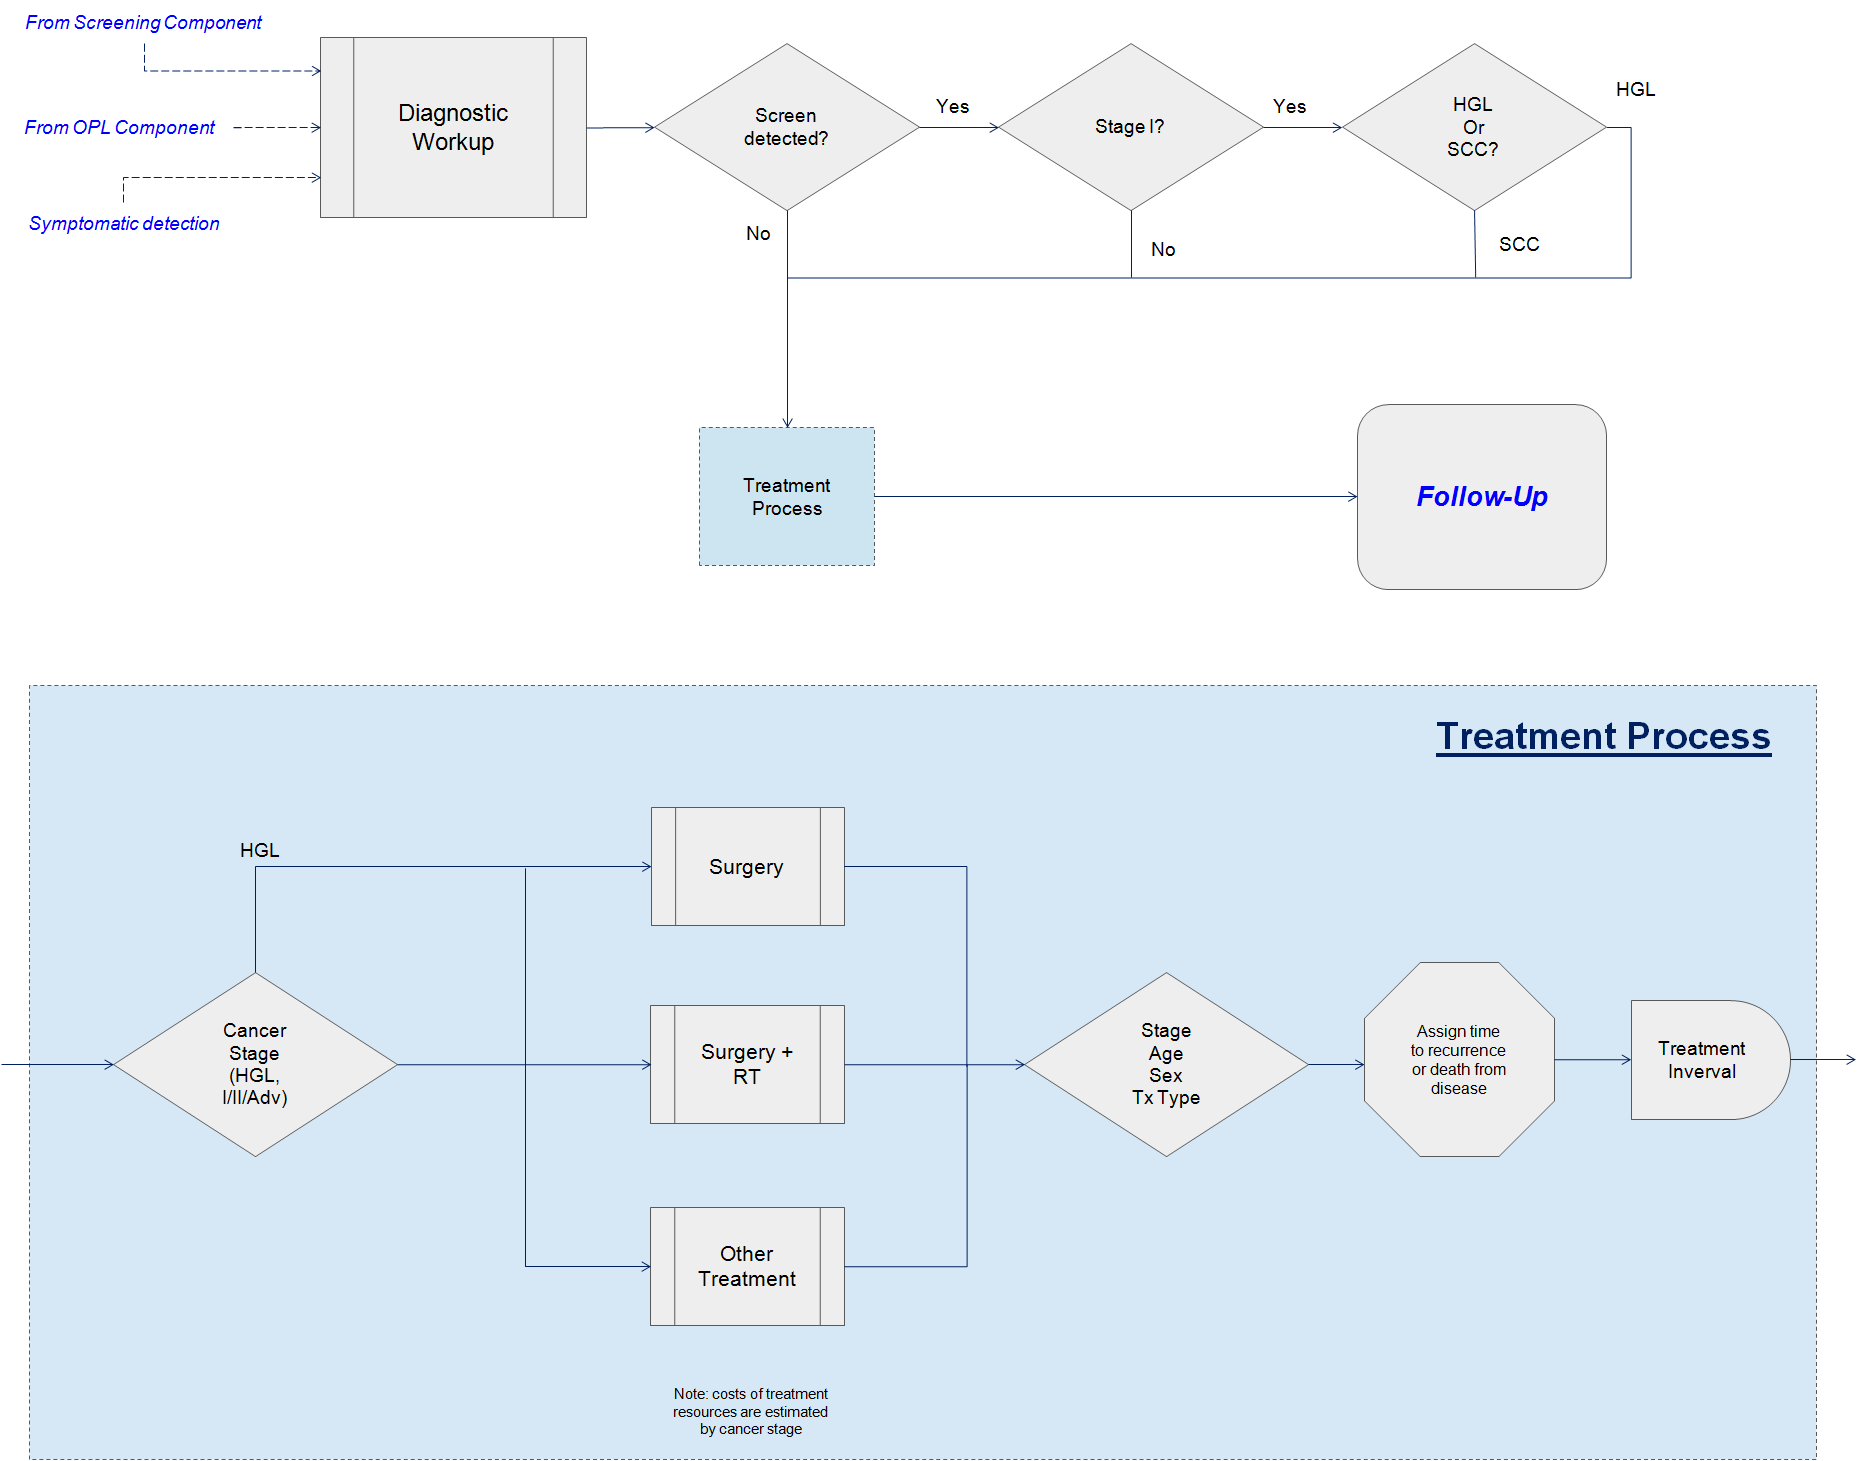 From Screening Component
From OPL Component
Symptomatic detection
Diagnostic
Workup
Screen
detected?
Yes
No
Stage I?
Yes
No
HGL
Or
SCC?
HGL
SCC
Treatment
Process
Follow-Up
Treatment Process
HGL
Cancer
Stage
(HGL,
I/II/Adv)
Surgery
Surgery +
RT
Other
Treatment
Stage
Age
Sex
Tx Type
Assign time
to recurrence
or death from
disease
Treatment
Inverval
Note: costs of treatment
resources are estimated
by cancer stage